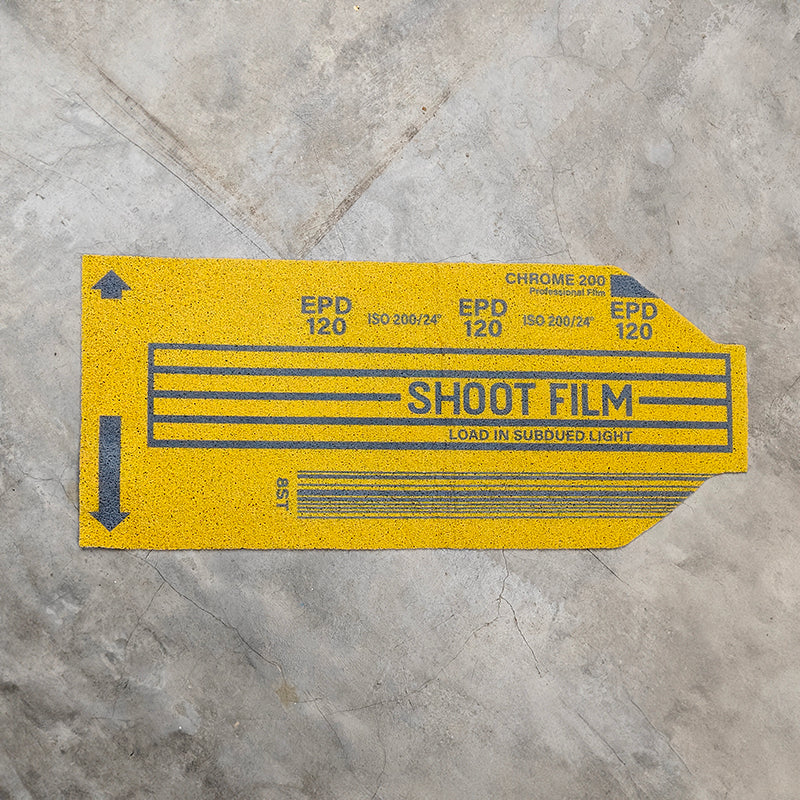 CHROME 200
Professional Film
EPD
120
ISO 200/24°
EPD
120
ISO 200/24°
EPD
120
SHOOT FILM
LOAD IN SUBDUED LIGHT
8ST